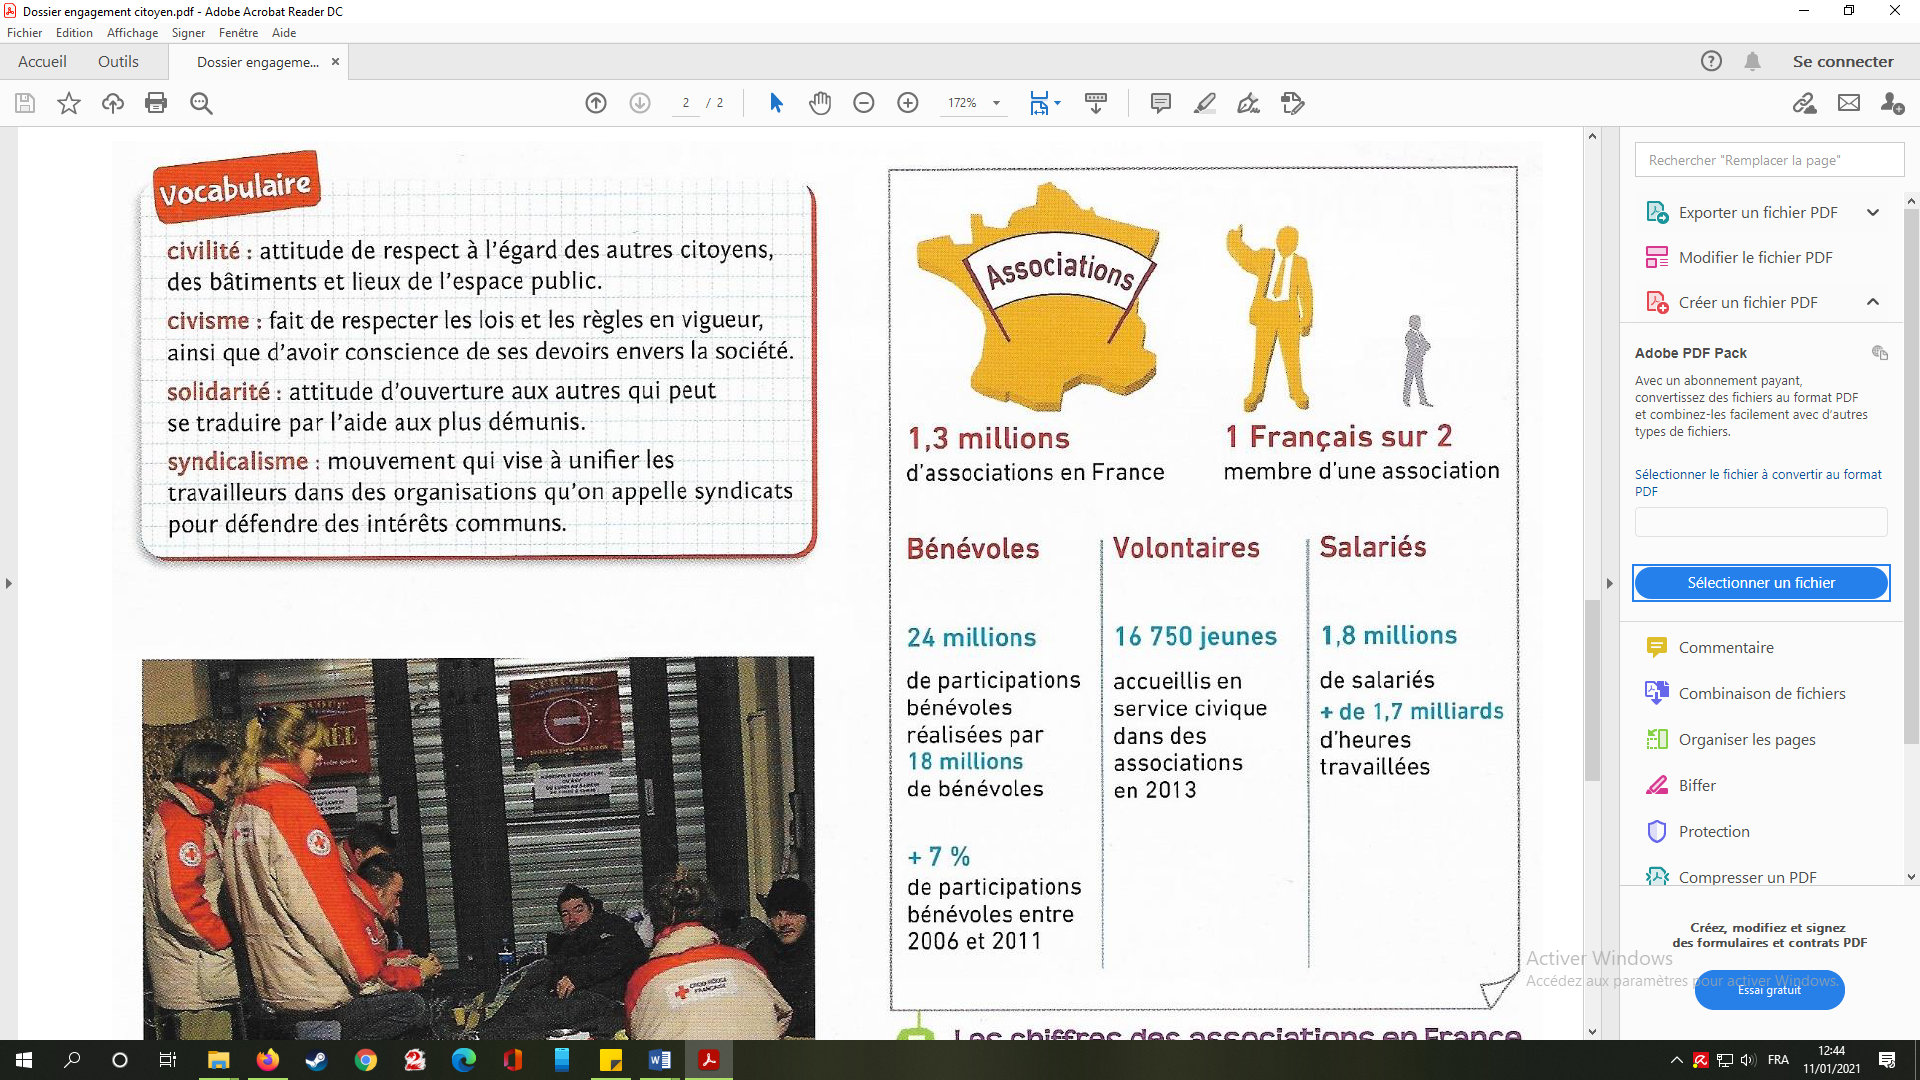 Dossier engagement citoyen.pdf - Adobe Acrobat Reader DC
Fichier Edition Affichage Signer Fenêtre Aide
Accueil Outils Dossier engageme... × Se connecter
2 / 2 172%
Vocabulaire
civilité : attitude de respect à l'égard des autres citoyens,
des bâtiments et lieux de l'espace public.
civisme : fait de respecter les lois et les règles en vigueur,
ainsi que d'avoir conscience de ses devoirs envers la société.
solidarité : attitude d'ouverture aux autres qui peut
se traduire par l'aide aux plus démunis.
syndicalisme : mouvement qui vise à unifier les
travailleurs dans des organisations qu'on appelle syndicats
pour défendre des intérêts communs.
CROIX-ROUGE
FRANÇAISE
Associations
1,3 millions
d'associations en France
1 Français sur 2
membre d'une association
Bénévoles
24 millions
de participations
bénévoles
réalisées par
18 millions
de bénévoles
+ 7 %
de participations
bénévoles entre
2006 et 2011
Volontaires
16 750 jeunes
accueillis en
service civique
dans des
associations
en 2013
Salariés
1,8 millions
de salariés
+ de 1,7 milliards
d'heures
travaillées
Les chiffres des associations en France
Rechercher "Remplacer la page"
Exporter un fichier PDF
Modifier le fichier PDF
Créer un fichier PDF
Adobe PDF Pack
Avec un abonnement payant,
convertissez des fichiers au format PDF
et combinez-les facilement avec d'autres
types de fichiers.
Sélectionner le fichier à convertir au format
PDF
Sélectionner un fichier
Commentaire
Combinaison de fichiers
Organiser les pages
Biffer
Protection
Compresser un PDF
Créez, modifiez et signez
des formulaires et contrats PDF
Essai gratuit
Activer Windows
Accédez aux paramètres pour activer Windows.
FRA
12:44
11/01/2021